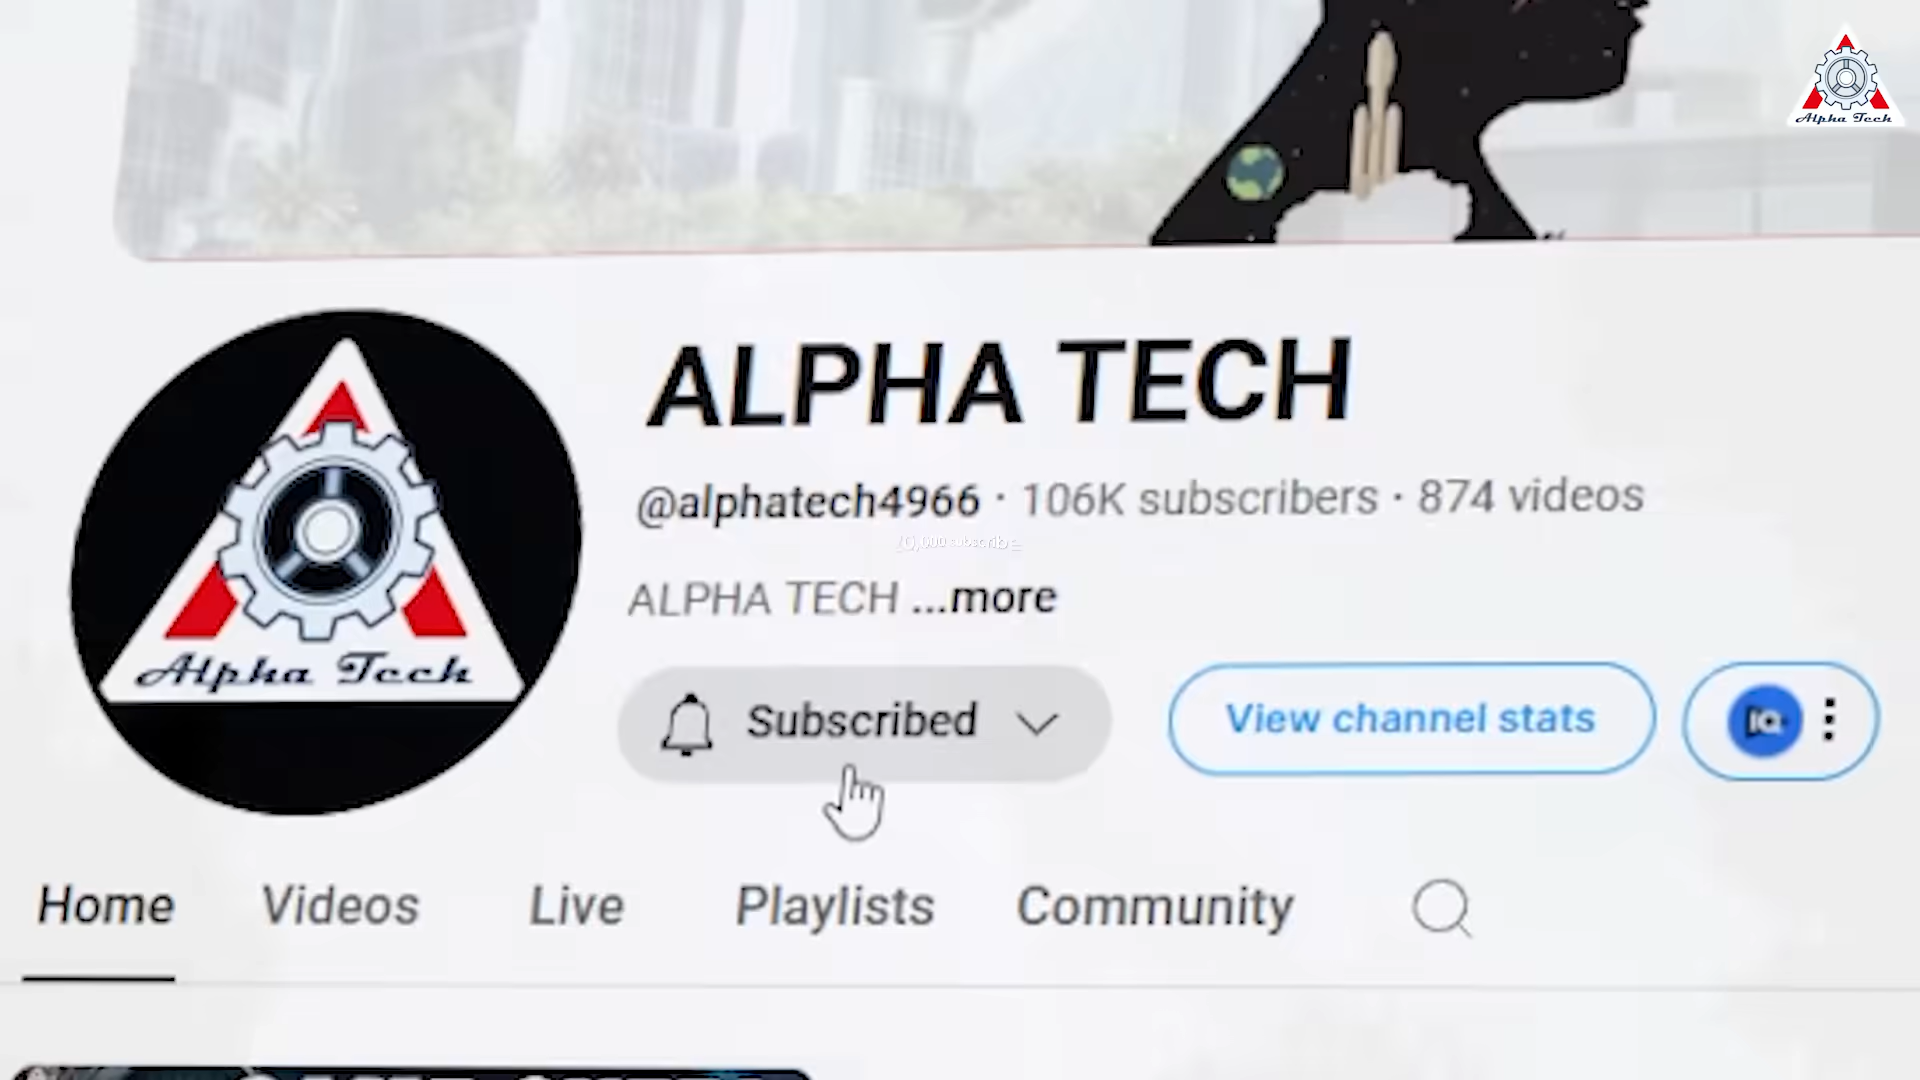 Alpha Tech
ALPHA TECH
@alphatech4966 · 106K subscribers · 874 videos
ALPHA TECH ...more
Alpha Tech
Subscribed
View channel stats
IQ
Home Videos Live Playlists Community